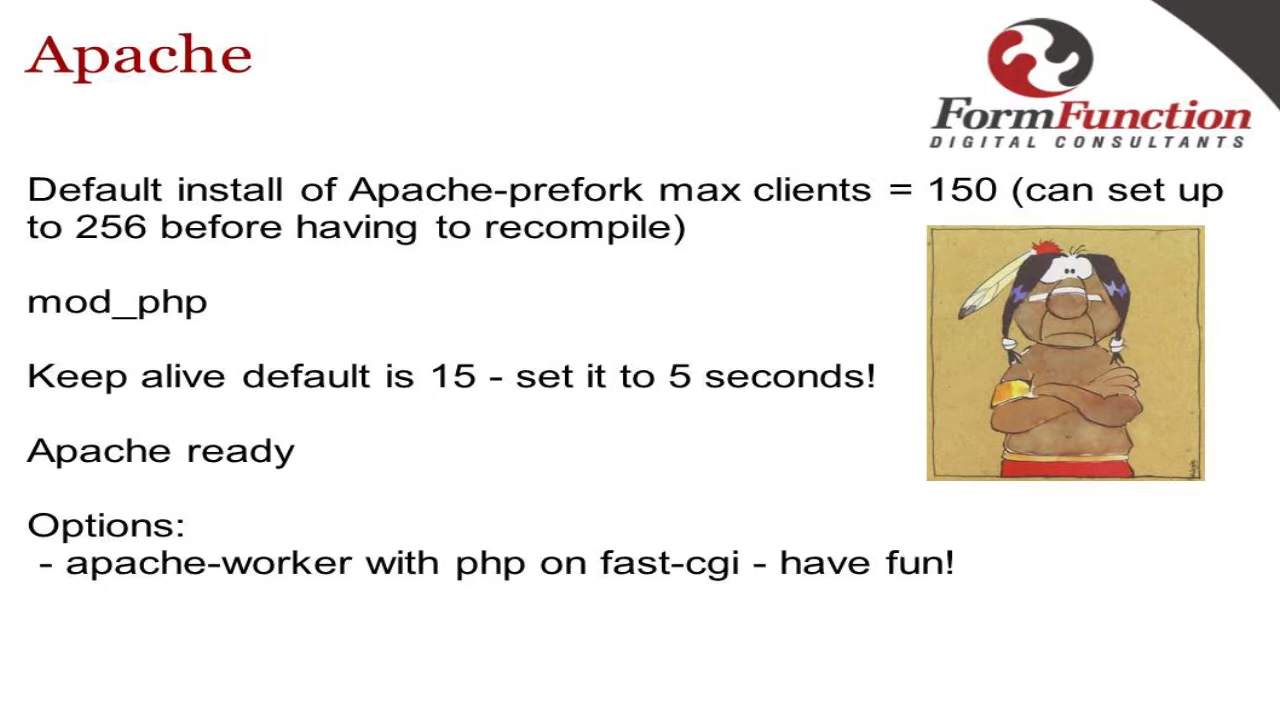 Apache
FormFunction
DIGITAL CONSULTANTS
Default install of Apache-prefork max clients = 150 (can set up
to 256 before having to recompile)
mod_php
Keep alive default is 15 - set it to 5 seconds!
Apache ready
Options:
- apache-worker with php on fast-cgi - have fun!